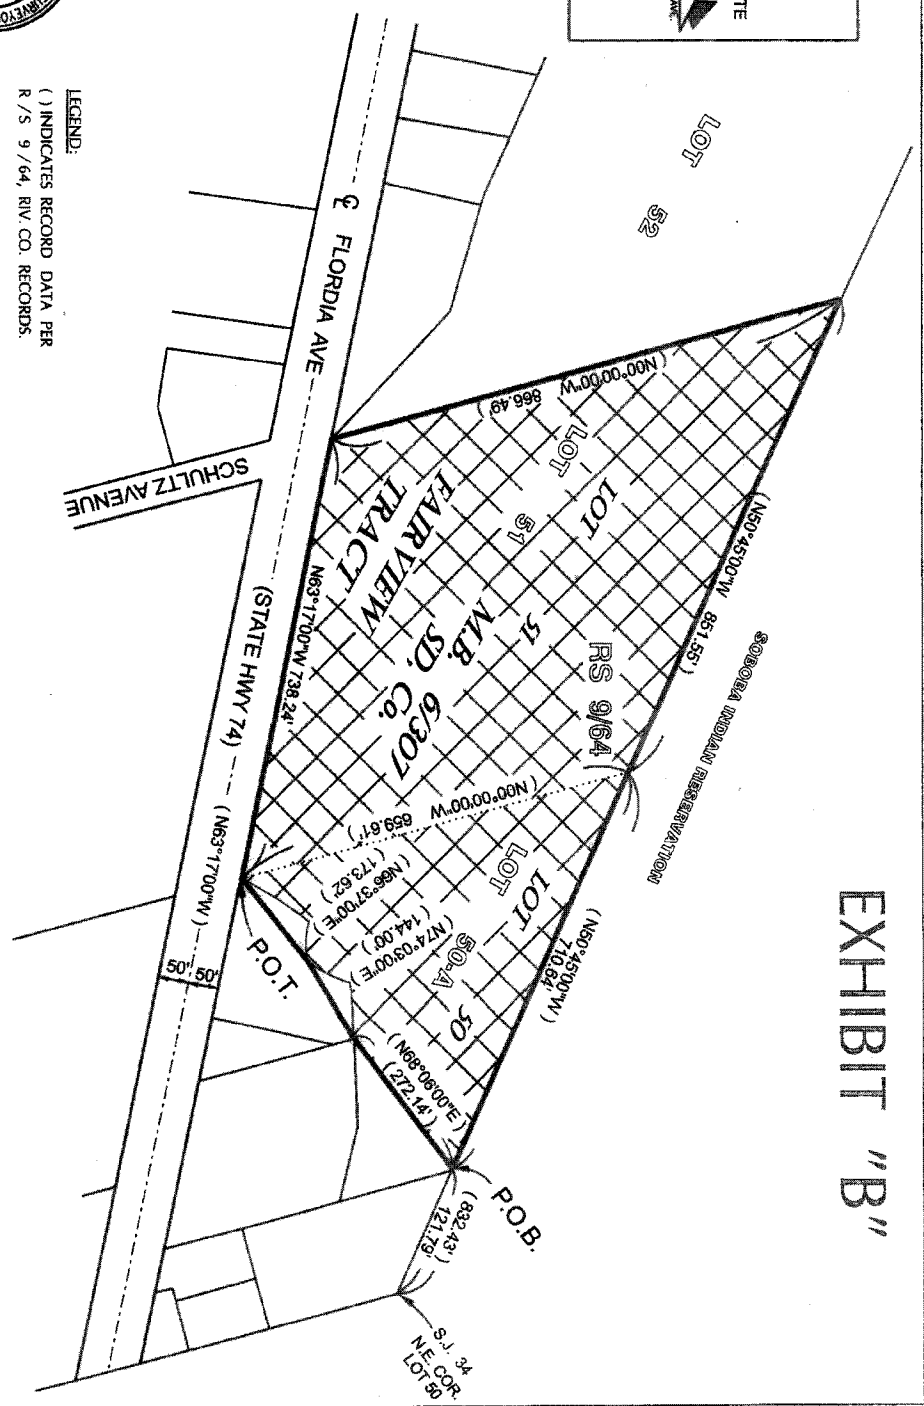 EXHIBIT "B"
SITE
AVE.
LOT
52
SOBOBA INDIAN RESERVATION
(N50°45'00"W 851.55')
(N50°45'00"W
710.64')
(N00°00'00"W
866.49')
LOT
51
LOT
51
RS 9/64
FAIRVIEW
TRACT
M.B. 6/307
SD. Co.
(N00°00'00"W 659.61')
LOT
50-A
LOT
50
(N66°37'00"E
(173.62')
(N74°03'00"E)
(144.00')
(N68°06'00"E)
(272.14')
P.O.B.
(832.43')
121.79'
S.J. 34
N.E. COR.
LOT 50
P.O.T.
N63°17'00"W 738.24'
℄ FLORDIA AVE
(STATE HWY 74)
(N63°17'00"W)
50' 50'
SCHULTZ AVENUE
LEGEND:
( ) INDICATES RECORD DATA PER
R/S 9/64, RIV. CO. RECORDS.
SURVEYOR